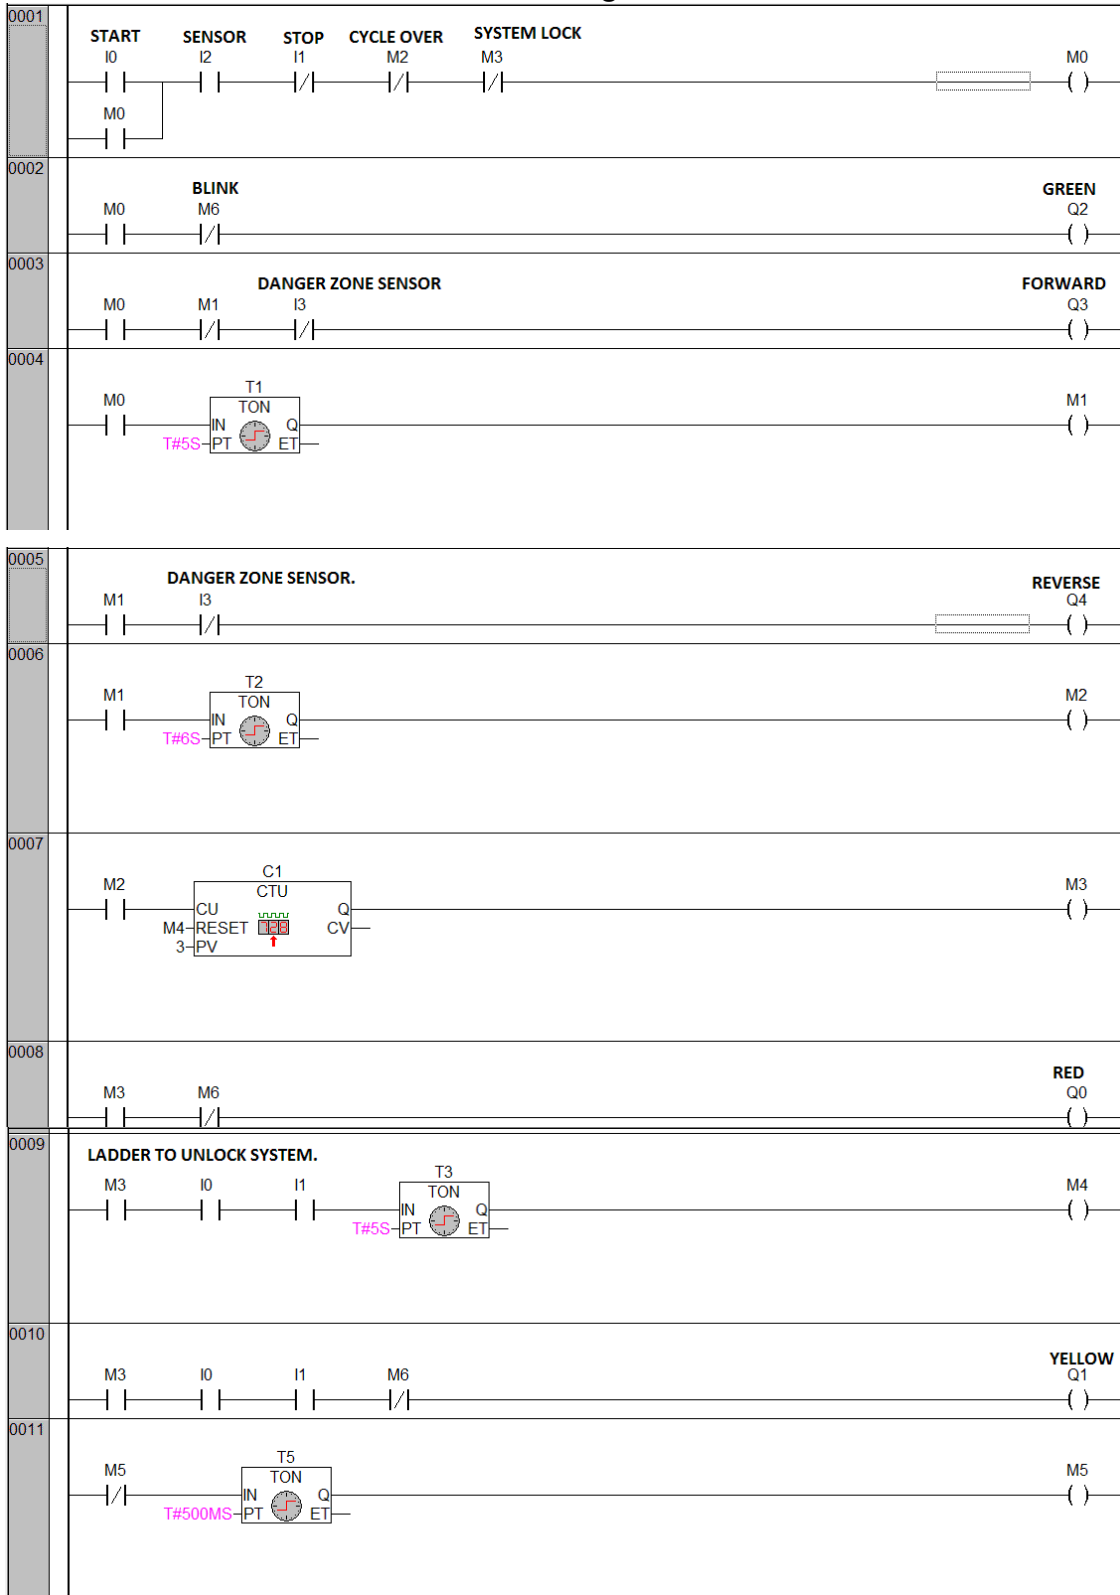 0001
START SENSOR STOP CYCLE OVER SYSTEM LOCK
I0 I2 I1 M2 M3 M0
M0
0002
BLINK GREEN
M0 M6 Q2
0003
DANGER ZONE SENSOR FORWARD
M0 M1 I3 Q3
0004
T1
M0 TON M1
IN Q
T#5S PT ET
0005
DANGER ZONE SENSOR. REVERSE
M1 I3 Q4
0006
T2
M1 TON M2
IN Q
T#6S PT ET
0007
C1
M2 CTU M3
CU Q
M4 RESET CV
3 PV
0008
RED
M3 M6 Q0
0009
LADDER TO UNLOCK SYSTEM.
T3
M3 I0 I1 TON M4
IN Q
T#5S PT ET
0010
YELLOW
M3 I0 I1 M6 Q1
0011
T5
M5 TON M5
IN Q
T#500MS PT ET